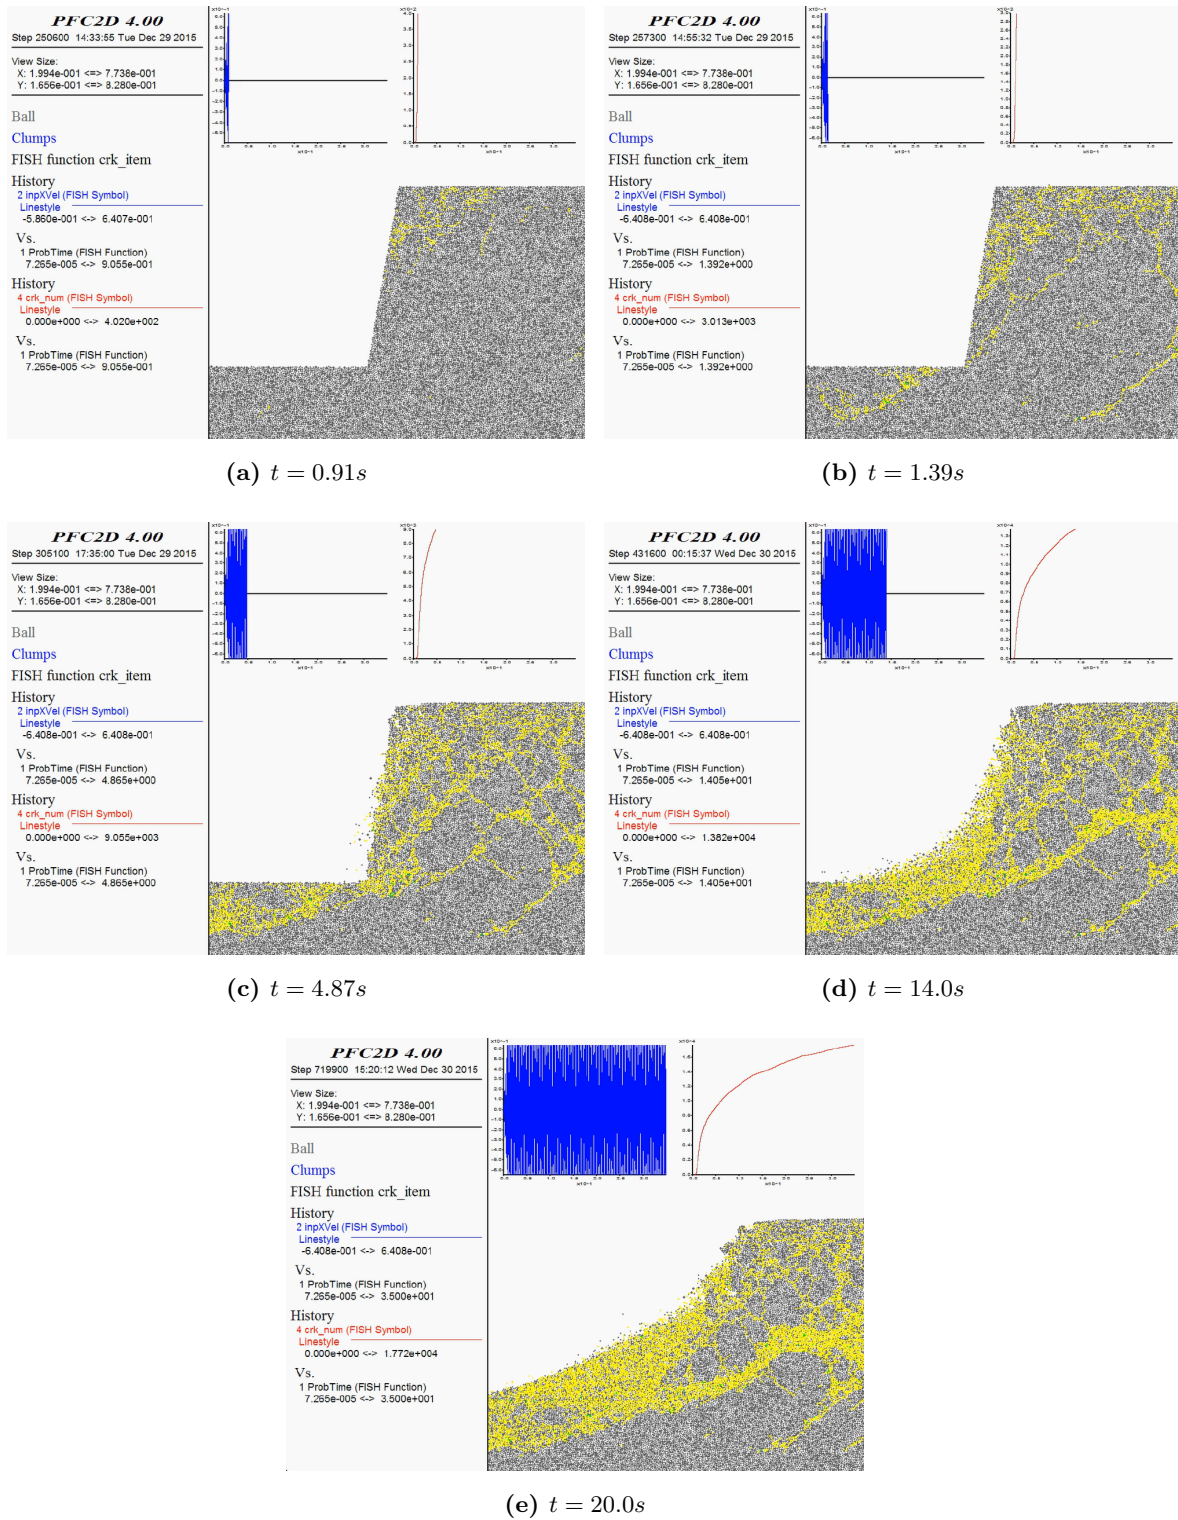 PFC2D 4.00
Step 250600 14:33:55 Tue Dec 29 2015
View Size:
X: 1.994e-001 <=> 7.738e-001
Y: 1.656e-001 <=> 8.280e-001
Ball
Clumps
FISH function crk_item
History
2 inpXVel (FISH Symbol)
Linestyle
-5.860e-001 <-> 6.407e-001
Vs.
1 ProbTime (FISH Function)
7.265e-005 <-> 9.055e-001
History
4 crk_num (FISH Symbol)
Linestyle
0.000e+000 <-> 4.020e+002
Vs.
1 ProbTime (FISH Function)
7.265e-005 <-> 9.055e-001
(a) t = 0.91s
PFC2D 4.00
Step 257300 14:55:32 Tue Dec 29 2015
View Size:
X: 1.994e-001 <=> 7.738e-001
Y: 1.656e-001 <=> 8.280e-001
Ball
Clumps
FISH function crk_item
History
2 inpXVel (FISH Symbol)
Linestyle
-6.408e-001 <-> 6.408e-001
Vs.
1 ProbTime (FISH Function)
7.265e-005 <-> 1.392e+000
History
4 crk_num (FISH Symbol)
Linestyle
0.000e+000 <-> 3.013e+003
Vs.
1 ProbTime (FISH Function)
7.265e-005 <-> 1.392e+000
(b) t = 1.39s
PFC2D 4.00
Step 305100 17:35:00 Tue Dec 29 2015
View Size:
X: 1.994e-001 <=> 7.738e-001
Y: 1.656e-001 <=> 8.280e-001
Ball
Clumps
FISH function crk_item
History
2 inpXVel (FISH Symbol)
Linestyle
-6.408e-001 <-> 6.408e-001
Vs.
1 ProbTime (FISH Function)
7.265e-005 <-> 4.865e+000
History
4 crk_num (FISH Symbol)
Linestyle
0.000e+000 <-> 9.055e+003
Vs.
1 ProbTime (FISH Function)
7.265e-005 <-> 4.865e+000
(c) t = 4.87s
PFC2D 4.00
Step 431600 00:15:37 Wed Dec 30 2015
View Size:
X: 1.994e-001 <=> 7.738e-001
Y: 1.656e-001 <=> 8.280e-001
Ball
Clumps
FISH function crk_item
History
2 inpXVel (FISH Symbol)
Linestyle
-6.408e-001 <-> 6.408e-001
Vs.
1 ProbTime (FISH Function)
7.265e-005 <-> 1.405e+001
History
4 crk_num (FISH Symbol)
Linestyle
0.000e+000 <-> 1.382e+004
Vs.
1 ProbTime (FISH Function)
7.265e-005 <-> 1.405e+001
(d) t = 14.0s
PFC2D 4.00
Step 719900 15:20:12 Wed Dec 30 2015
View Size:
X: 1.994e-001 <=> 7.738e-001
Y: 1.656e-001 <=> 8.280e-001
Ball
Clumps
FISH function crk_item
History
2 inpXVel (FISH Symbol)
Linestyle
-6.408e-001 <-> 6.408e-001
Vs.
1 ProbTime (FISH Function)
7.265e-005 <-> 3.500e+001
History
4 crk_num (FISH Symbol)
Linestyle
0.000e+000 <-> 1.772e+004
Vs.
1 ProbTime (FISH Function)
7.265e-005 <-> 3.500e+001
(e) t = 20.0s